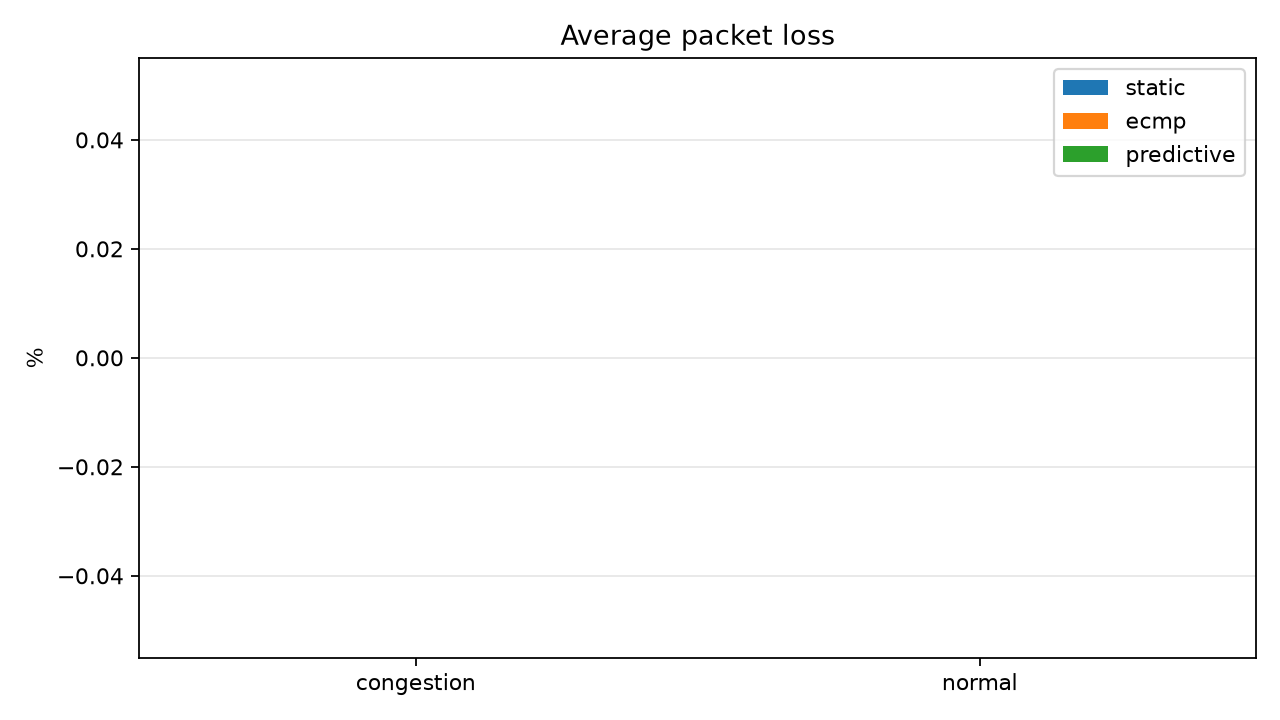 Average packet loss
static
ecmp
predictive
0.04
0.02
0.00
−0.02
−0.04
%
congestion
normal